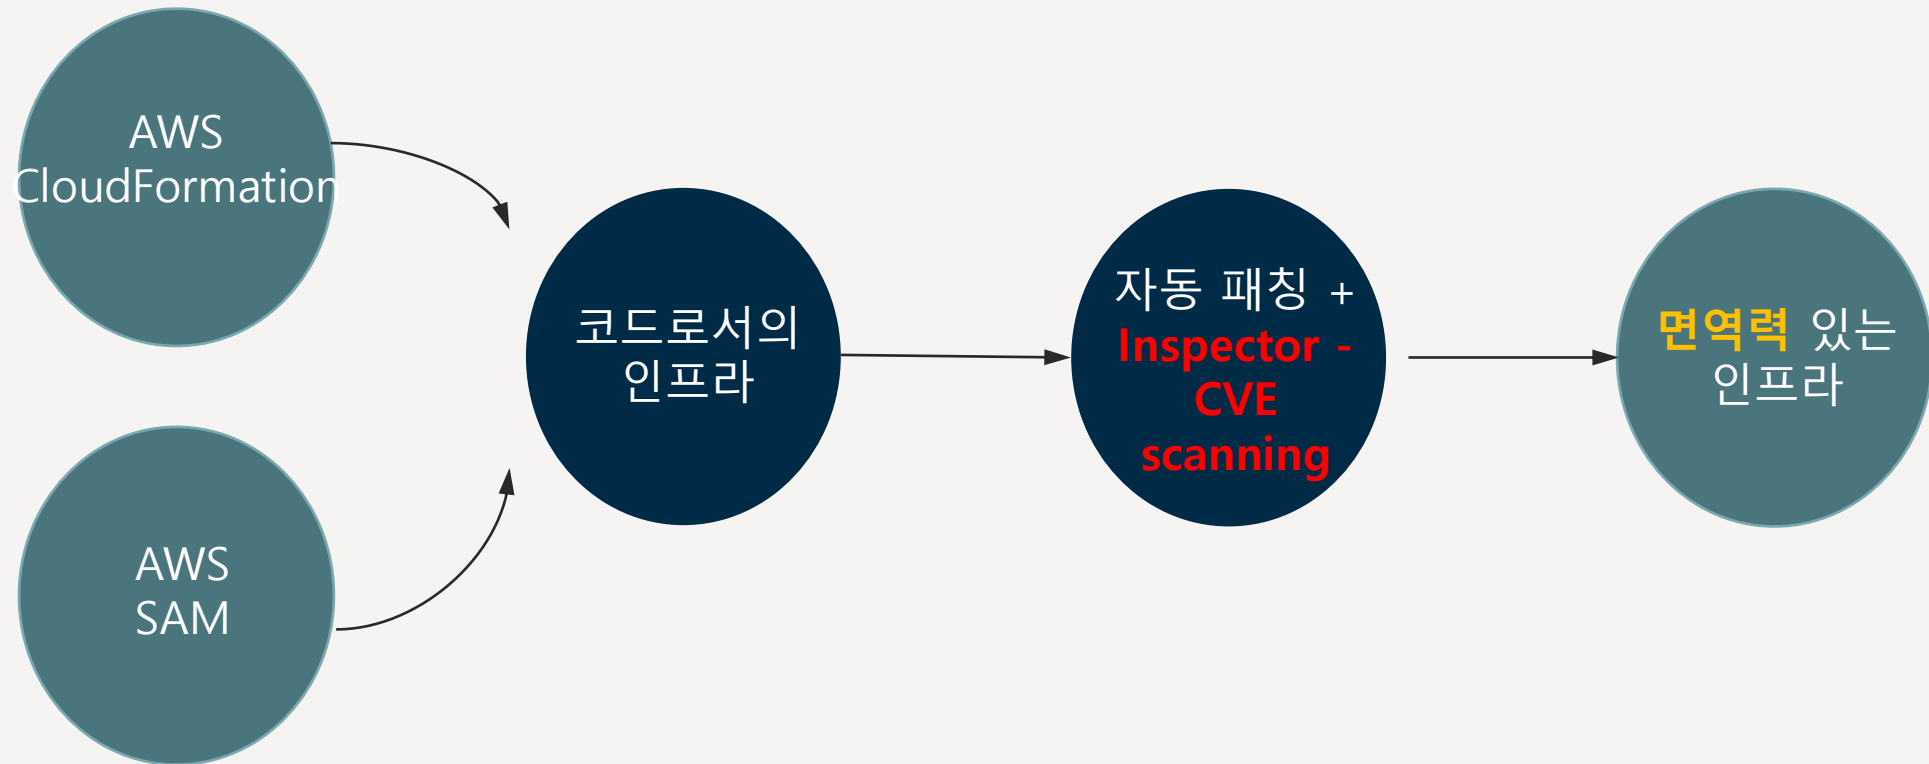 AWS
CloudFormation
AWS
SAM
코드로서의
인프라
자동 패칭 +
Inspector -
CVE
scanning
면역력 있는
인프라